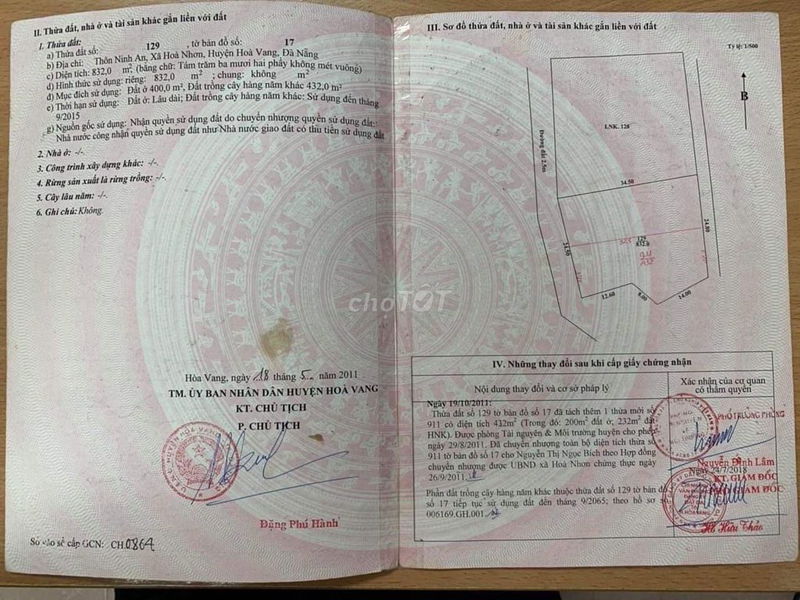 II. Thửa đất, nhà ở và tài sản khác gắn liền với đất
1. Thửa đất:
a) Thửa đất số: 129 , tờ bản đồ số: 17
b) Địa chỉ: Thôn Ninh An, Xã Hoà Nhơn, Huyện Hoà Vang, Đà Nẵng
c) Diện tích: 832,0 m², (bằng chữ: Tám trăm ba mươi hai phẩy không mét vuông)
d) Hình thức sử dụng: riêng: 832,0 m² ; chung: không m²
đ) Mục đích sử dụng: Đất ở 400,0 m², Đất trồng cây hàng năm khác 432,0 m²
e) Thời hạn sử dụng: Đất ở: Lâu dài; Đất trồng cây hàng năm khác: Sử dụng đến tháng
9/2015
g) Nguồn gốc sử dụng: Nhận quyền sử dụng đất do chuyển nhượng quyền sử dụng đất:
Nhà nước công nhận quyền sử dụng đất như Nhà nước giao đất có thu tiền sử dụng đất
2. Nhà ở: -/-
3. Công trình xây dựng khác: -/-
4. Rừng sản xuất là rừng trồng: -/-
5. Cây lâu năm: -/-
6. Ghi chú: Không.
Hòa Vang, ngày 18 tháng 5 năm 2011
TM. ỦY BAN NHÂN DÂN HUYỆN HOÀ VANG
KT. CHỦ TỊCH
P. CHỦ TỊCH
Đặng Phú Hành
Số vào sổ cấp GCN: CH 0864
III. Sơ đồ thửa đất, nhà ở và tài sản khác gắn liền với đất
Tỷ lệ: 1/500
B
LNK. 128
Đường đất 2.5m
34.50
24.80
24.50
129
832.0
12.60
8.00
14.00
choTỐT
IV. Những thay đổi sau khi cấp giấy chứng nhận
Nội dung thay đổi và cơ sở pháp lý
Xác nhận của cơ quan
có thẩm quyền
Ngày 19/10/2011:
Thửa đất số 129 tờ bản đồ số 17 đã tách thêm 1 thửa mới số
911 có diện tích 432m² (Trong đó: 200m² đất ở, 232m² đất
HNK). Được phòng Tài nguyên & Môi trường huyện cho phép
29/8/2011. Đã chuyển nhượng toàn bộ diện tích thửa số
911 tờ bản đồ số 17 cho Nguyễn Thị Ngọc Bích theo Hợp đồng
chuyển nhượng được UBND xã Hoà Nhơn chứng thực ngày
26/9/2011.
PHÓ TRƯỞNG PHÒNG
Nguyễn Đình Lâm
24/7/2018
KT. GIÁM ĐỐC
PHÓ GIÁM ĐỐC
Phần đất trồng cây hàng năm khác thuộc thửa số 129 tờ bản đồ
số 17 tiếp tục sử dụng đất đến tháng 9/2065; theo hồ sơ số
006169.GH.001
Hồ Hữu Thảo